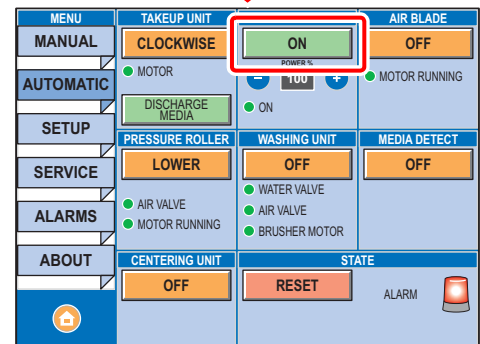 MENU
MANUAL
AUTOMATIC
SETUP
SERVICE
ALARMS
ABOUT
TAKEUP UNIT
CLOCKWISE
MOTOR
DISCHARGE
MEDIA
ON
POWER %
- 100 +
ON
AIR BLADE
OFF
MOTOR RUNNING
PRESSURE ROLLER
LOWER
AIR VALVE
MOTOR RUNNING
WASHING UNIT
OFF
WATER VALVE
AIR VALVE
BRUSHER MOTOR
MEDIA DETECT
OFF
CENTERING UNIT
OFF
STATE
RESET
ALARM